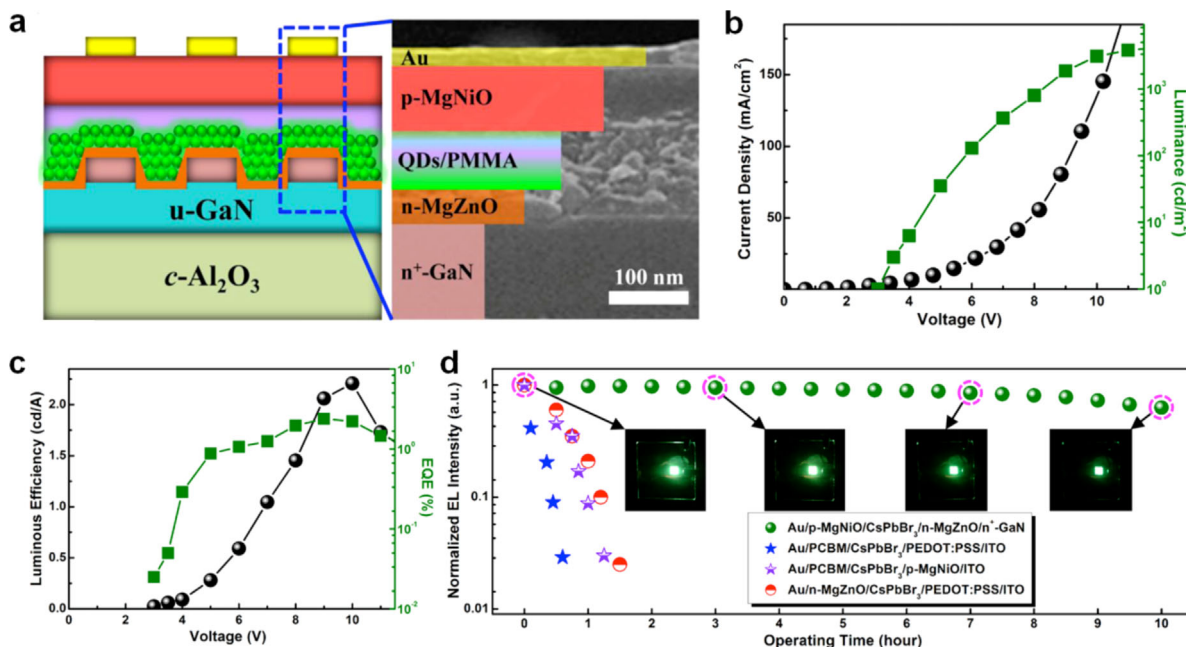 a
Au
p-MgNiO
QDs/PMMA
n-MgZnO
n⁺-GaN
100 nm
u-GaN
c-Al₂O₃
b
Current Density (mA/cm²)
150
125
100
75
50
25
0 2 4 6 8 10
Voltage (V)
10³
10²
10¹
10⁰
Luminance (cd/m²)
c
Luminous Efficiency (cd/A)
2.0
1.5
1.0
0.5
0.0
0 2 4 6 8 10
Voltage (V)
10¹
10⁰
10⁻¹
10⁻²
EQE (%)
d
Normalized EL Intensity (a.u.)
1
0.1
0.01
Au/p-MgNiO/CsPbBr₃/n-MgZnO/n⁺-GaN
Au/PCBM/CsPbBr₃/PEDOT:PSS/ITO
Au/PCBM/CsPbBr₃/p-MgNiO/ITO
Au/n-MgZnO/CsPbBr₃/PEDOT:PSS/ITO
0 1 2 3 4 5 6 7 8 9 10
Operating Time (hour)